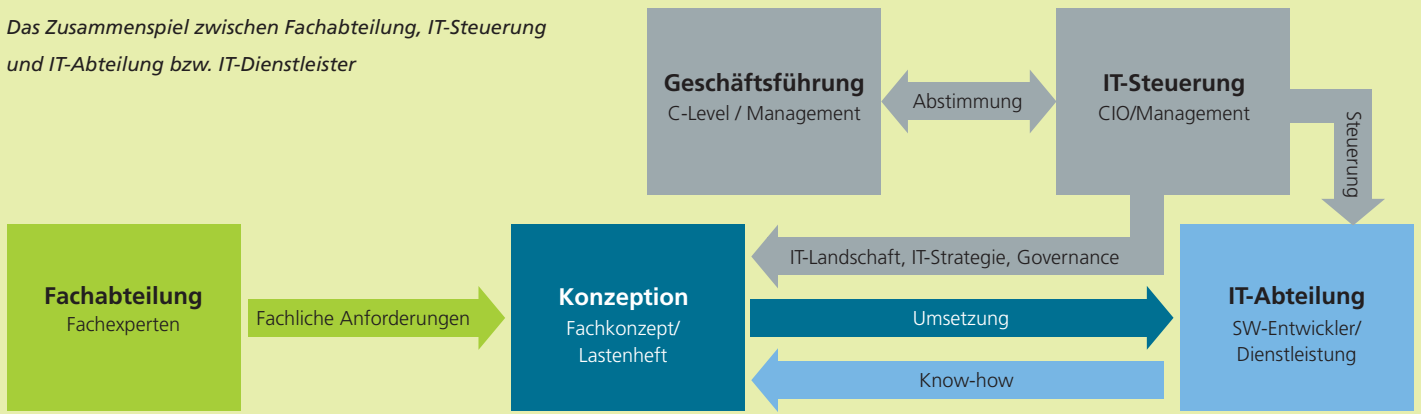 Das Zusammenspiel zwischen Fachabteilung, IT-Steuerung
und IT-Abteilung bzw. IT-Dienstleister
Geschäftsführung
C-Level / Management
Abstimmung
IT-Steuerung
CIO/Management
Steuerung
IT-Landschaft, IT-Strategie, Governance
Fachabteilung
Fachexperten
Fachliche Anforderungen
Konzeption
Fachkonzept/
Lastenheft
Umsetzung
Know-how
IT-Abteilung
SW-Entwickler/
Dienstleistung